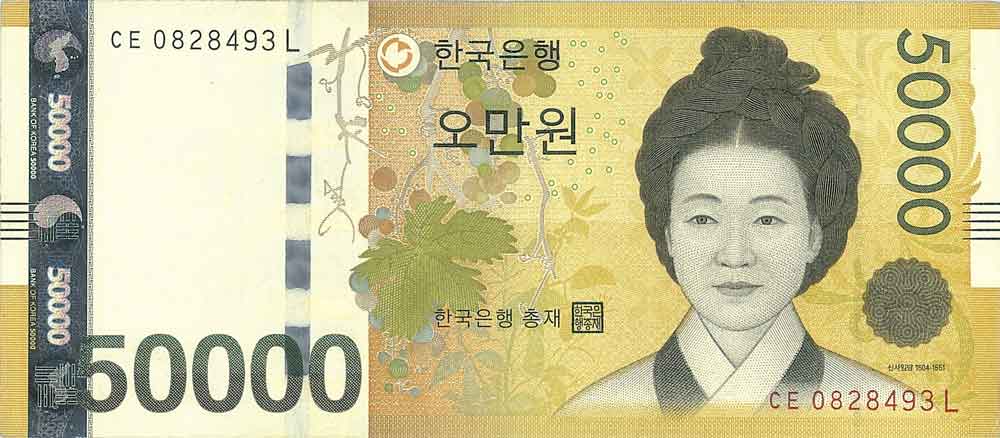 CE 0828493 L
한국은행
오만원
한국은행 총재
한국은
행총재
50000
50000
BANK OF KOREA 50000
50000
BANK OF KOREA 50000
50000
신사임당 1504-1551
CE 0828493 L